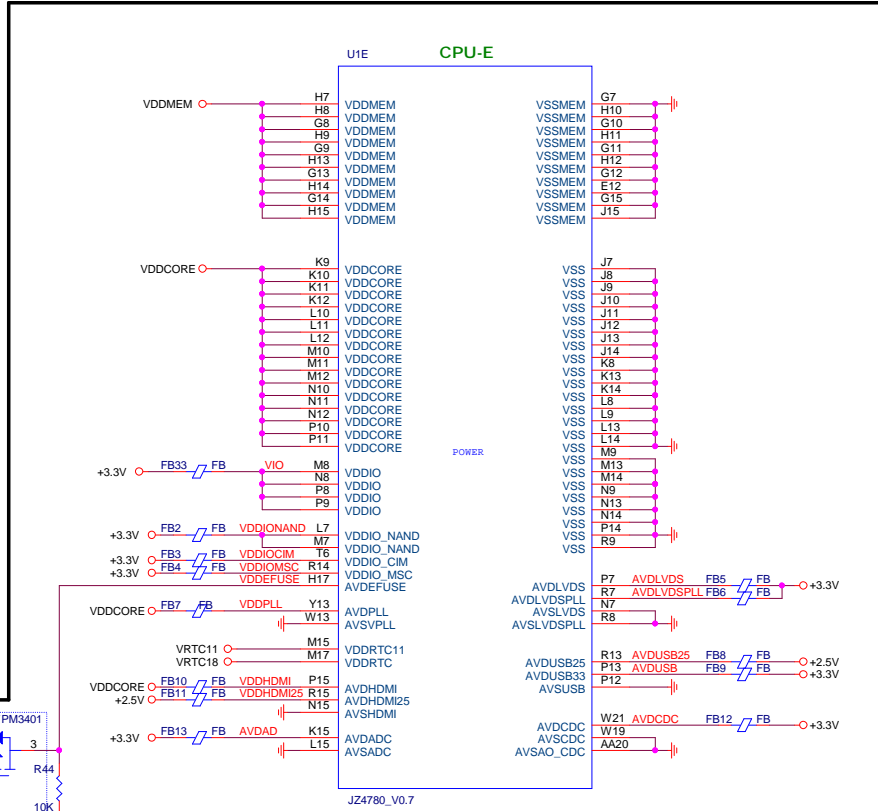 U1E CPU-E
VDDMEM H7 VDDMEM VSSMEM G7
H8 VDDMEM VSSMEM H10
G8 VDDMEM VSSMEM G10
H9 VDDMEM VSSMEM H11
G9 VDDMEM VSSMEM G11
H13 VDDMEM VSSMEM H12
G13 VDDMEM VSSMEM G12
H14 VDDMEM VSSMEM E12
G14 VDDMEM VSSMEM G15
H15 VDDMEM VSSMEM J15
VDDCORE K9 VDDCORE VSS J7
K10 VDDCORE VSS J8
K11 VDDCORE VSS J9
K12 VDDCORE VSS J10
L10 VDDCORE VSS J11
L11 VDDCORE VSS J12
L12 VDDCORE VSS J13
M10 VDDCORE VSS J14
M11 VDDCORE VSS K8
M12 VDDCORE VSS K13
N10 VDDCORE VSS K14
N11 VDDCORE VSS L8
N12 VDDCORE VSS L9
P10 VDDCORE VSS L13
P11 VDDCORE VSS L14
POWER
VSS M9
+3.3V FB33 FB VIO M8 VDDIO VSS M13
N8 VDDIO VSS M14
P8 VDDIO VSS N9
P9 VDDIO VSS N13
VSS N14
+3.3V FB2 FB VDDIONAND L7 VDDIO_NAND VSS P14
M7 VDDIO_NAND VSS R9
+3.3V FB3 FB VDDIOCIM T6 VDDIO_CIM
+3.3V FB4 FB VDDIOMSC R14 VDDIO_MSC
VDDEFUSE H17 AVDEFUSE AVDLVDS P7 AVDLVDS FB5 FB +3.3V
AVDLVDSPLL R7 AVDLVDSPLL FB6 FB
VDDCORE FB7 FB VDDPLL Y13 AVDPLL AVSLVDS N7
W13 AVSVPLL AVSLVDSPLL R8
VRTC11 M15 VDDRTC11
VRTC18 M17 VDDRTC AVDUSB25 R13 AVDUSB25 FB8 FB +2.5V
AVDUSB33 P13 AVDUSB FB9 FB +3.3V
VDDCORE FB10 FB VDDHDMI P15 AVDHDMI AVSUSB P12
+2.5V FB11 FB VDDHDMI25 R15 AVDHDMI25
N15 AVSHDMI
AVDCDC W21 AVDCDC FB12 FB +3.3V
+3.3V FB13 FB AVDAD K15 AVDADC AVSCDC W19
L15 AVSADC AVSAO_CDC AA20
PM3401
3
R44
10K
JZ4780_V0.7